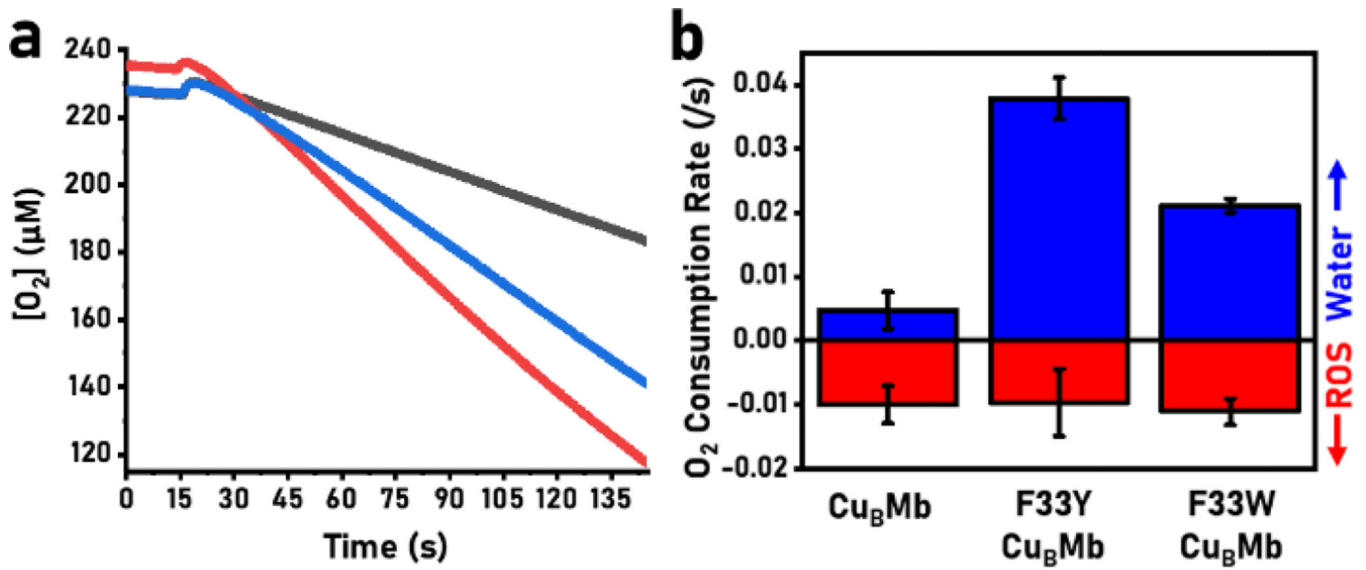 a
240
220
200
180
160
140
120
[O₂] (μM)
0 15 30 45 60 75 90 105 120 135
Time (s)
b
0.04
0.03
0.02
0.01
0.00
-0.01
-0.02
O₂ Consumption Rate (/s)
CuBMb
F33Y
CuBMb
F33W
CuBMb
Water
ROS